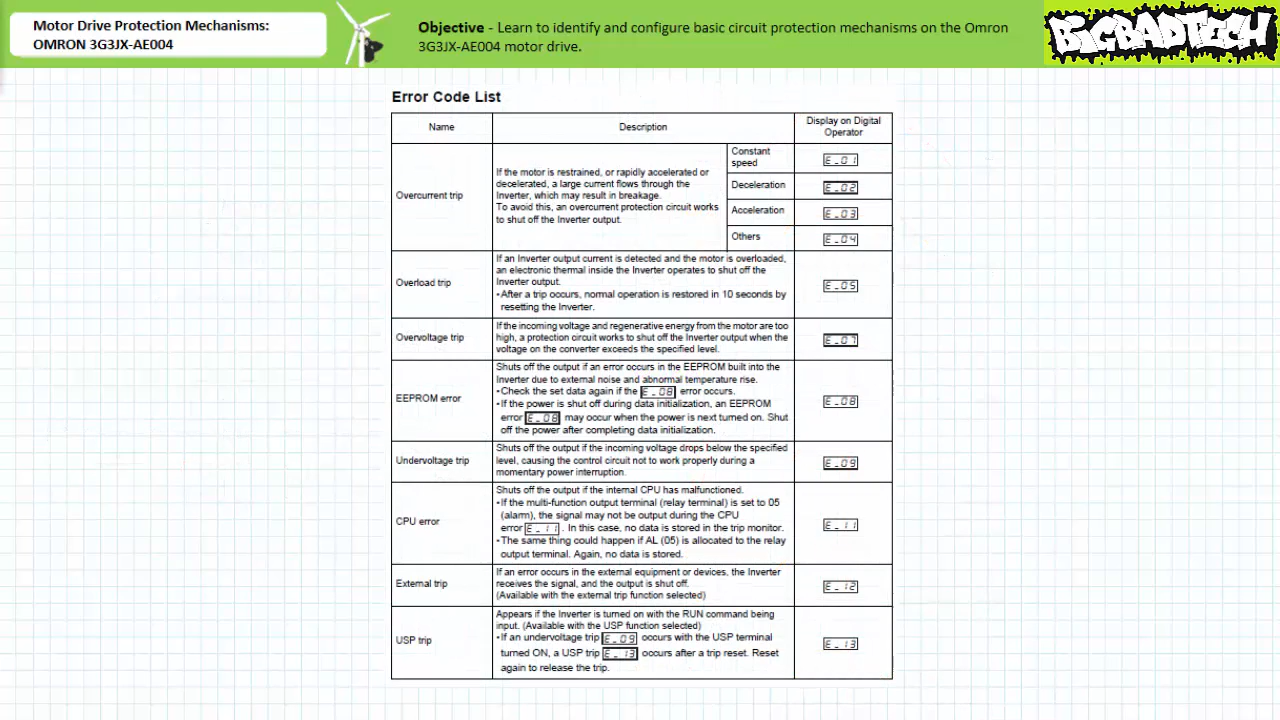 Motor Drive Protection Mechanisms:
OMRON 3G3JX-AE004
Objective - Learn to identify and configure basic circuit protection mechanisms on the Omron
3G3JX-AE004 motor drive.
BIGBADTECH
Error Code List
Name
Description
Display on Digital
Operator
Overcurrent trip
If the motor is restrained, or rapidly accelerated or
decelerated, a large current flows through the
Inverter, which may result in breakage.
To avoid this, an overcurrent protection circuit works
to shut off the Inverter output.
Constant
speed
E_01
Deceleration
E_02
Acceleration
E_03
Others
E_04
Overload trip
If an Inverter output current is detected and the motor is overloaded,
an electronic thermal inside the Inverter operates to shut off the
Inverter output.
•After a trip occurs, normal operation is restored in 10 seconds by
resetting the Inverter.
E_05
Overvoltage trip
If the incoming voltage and regenerative energy from the motor are too
high, a protection circuit works to shut off the Inverter output when the
voltage on the converter exceeds the specified level.
E_07
EEPROM error
Shuts off the output if an error occurs in the EEPROM built into the
Inverter due to external noise and abnormal temperature rise.
•Check the set data again if the E_08 error occurs.
•If the power is shut off during data initialization, an EEPROM
error E_08 may occur when the power is next turned on. Shut
off the power after completing data initialization.
E_08
Undervoltage trip
Shuts off the output if the incoming voltage drops below the specified
level, causing the control circuit not to work properly during a
momentary power interruption.
E_09
CPU error
Shuts off the output if the internal CPU has malfunctioned.
•If the multi-function output terminal (relay terminal) is set to 05
(alarm), the signal may not be output during the CPU
error E_11. In this case, no data is stored in the trip monitor.
•The same thing could happen if AL (05) is allocated to the relay
output terminal. Again, no data is stored.
E_11
External trip
If an error occurs in the external equipment or devices, the Inverter
receives the signal, and the output is shut off.
(Available with the external trip function selected)
E_12
USP trip
Appears if the Inverter is turned on with the RUN command being
input. (Available with the USP function selected)
•If an undervoltage trip E_09 occurs with the USP terminal
turned ON, a USP trip E_13 occurs after a trip reset. Reset
again to release the trip.
E_13